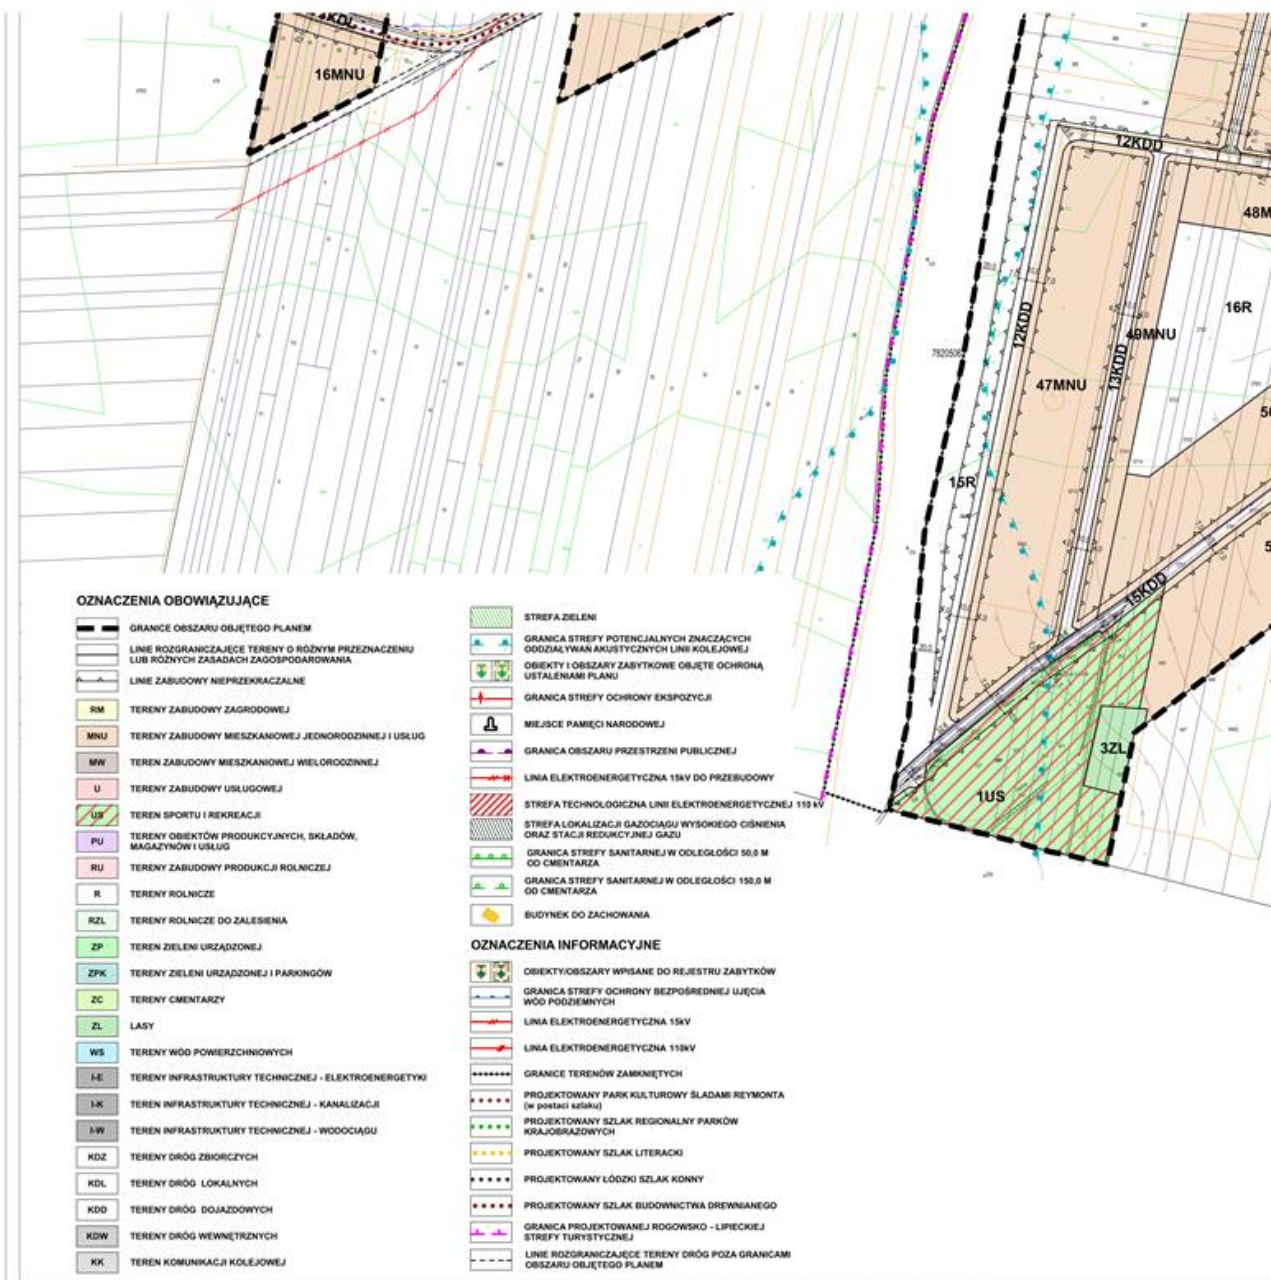 KDL
16MNU
12KDD
48M
16R
49MNU
12KDD
13KDD
47MNU
15R
15KDD
3ZL
1US
20,0
OZNACZENIA OBOWIĄZUJĄCE
GRANICE OBSZARU OBJĘTEGO PLANEM
LINIE ROZGRANICZAJĄCE TERENY O RÓŻNYM PRZEZNACZENIU
LUB RÓŻNYCH ZASADACH ZAGOSPODAROWANIA
LINIE ZABUDOWY NIEPRZEKRACZALNE
RM TERENY ZABUDOWY ZAGRODOWEJ
MNU TERENY ZABUDOWY MIESZKANIOWEJ JEDNORODZINNEJ I USŁUG
MW TEREN ZABUDOWY MIESZKANIOWEJ WIELORODZINNEJ
U TERENY ZABUDOWY USŁUGOWEJ
US TEREN SPORTU I REKREACJI
PU TERENY OBIEKTÓW PRODUKCYJNYCH, SKŁADÓW,
MAGAZYNÓW I USŁUG
RU TERENY ZABUDOWY PRODUKCJI ROLNICZEJ
R TERENY ROLNICZE
RZL TERENY ROLNICZE DO ZALESIENIA
ZP TEREN ZIELENI URZĄDZONEJ
ZPK TERENY ZIELENI URZĄDZONEJ I PARKINGÓW
ZC TERENY CMENTARZY
ZL LASY
WS TERENY WÓD POWIERZCHNIOWYCH
I-E TERENY INFRASTRUKTURY TECHNICZNEJ - ELEKTROENERGETYKI
I-K TEREN INFRASTRUKTURY TECHNICZNEJ - KANALIZACJI
I-W TEREN INFRASTRUKTURY TECHNICZNEJ - WODOCIĄGU
KDZ TERENY DRÓG ZBIORCZYCH
KDL TERENY DRÓG LOKALNYCH
KDD TERENY DRÓG DOJAZDOWYCH
KDW TERENY DRÓG WEWNĘTRZNYCH
KK TEREN KOMUNIKACJI KOLEJOWEJ
STREFA ZIELENI
GRANICA STREFY POTENCJALNYCH ZNACZĄCYCH
ODDZIAŁYWAŃ AKUSTYCZNYCH LINII KOLEJOWEJ
OBIEKTY I OBSZARY ZABYTKOWE OBJĘTE OCHRONĄ
USTALENIAMI PLANU
GRANICA STREFY OCHRONY EKSPOZYCJI
MIEJSCE PAMIĘCI NARODOWEJ
GRANICA OBSZARU PRZESTRZENI PUBLICZNEJ
LINIA ELEKTROENERGETYCZNA 15kV DO PRZEBUDOWY
STREFA TECHNOLOGICZNA LINII ELEKTROENERGETYCZNEJ 110 kV
STREFA LOKALIZACJI GAZOCIĄGU WYSOKIEGO CIŚNIENIA
ORAZ STACJI REDUKCYJNEJ GAZU
GRANICA STREFY SANITARNEJ W ODLEGŁOŚCI 50,0 M
OD CMENTARZA
GRANICA STREFY SANITARNEJ W ODLEGŁOŚCI 150,0 M
OD CMENTARZA
BUDYNEK DO ZACHOWANIA
OZNACZENIA INFORMACYJNE
OBIEKTY/OBSZARY WPISANE DO REJESTRU ZABYTKÓW
GRANICA STREFY OCHRONY BEZPOŚREDNIEJ UJĘCIA
WÓD PODZIEMNYCH
LINIA ELEKTROENERGETYCZNA 15kV
LINIA ELEKTROENERGETYCZNA 110kV
GRANICE TERENÓW ZAMKNIĘTYCH
PROJEKTOWANY PARK KULTUROWY ŚLADAMI REYMONTA
(w postaci szlaku)
PROJEKTOWANY SZLAK REGIONALNY PARKÓW
KRAJOBRAZOWYCH
PROJEKTOWANY SZLAK LITERACKI
PROJEKTOWANY ŁÓDZKI SZLAK KONNY
PROJEKTOWANY SZLAK BUDOWNICTWA DREWNIANEGO
GRANICA PROJEKTOWANEJ ROGOWSKO - LIPIECKIEJ
STREFY TURYSTYCZNEJ
LINIE ROZGRANICZAJĄCE TERENY DRÓG POZA GRANICAMI
OBSZARU OBJĘTEGO PLANEM